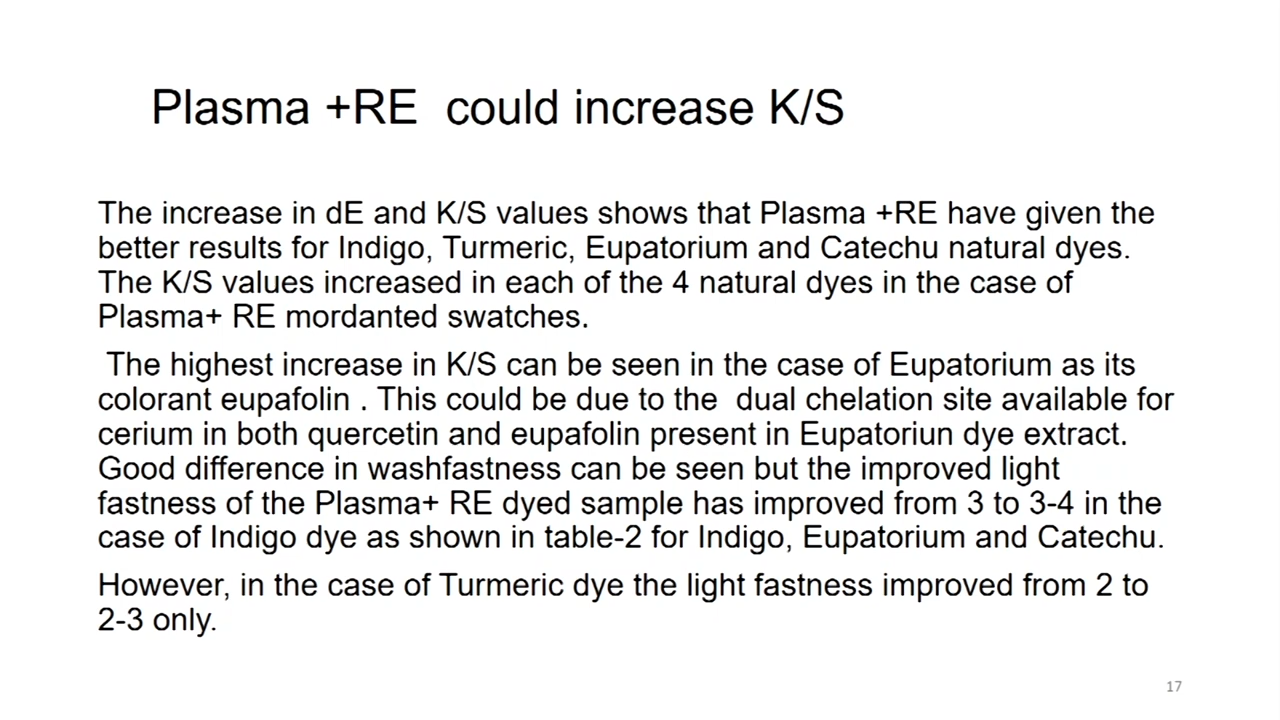 Plasma +RE could increase K/S
The increase in dE and K/S values shows that Plasma +RE have given the
better results for Indigo, Turmeric, Eupatorium and Catechu natural dyes.
The K/S values increased in each of the 4 natural dyes in the case of
Plasma+ RE mordanted swatches.
The highest increase in K/S can be seen in the case of Eupatorium as its
colorant eupafolin . This could be due to the dual chelation site available for
cerium in both quercetin and eupafolin present in Eupatoriun dye extract.
Good difference in washfastness can be seen but the improved light
fastness of the Plasma+ RE dyed sample has improved from 3 to 3-4 in the
case of Indigo dye as shown in table-2 for Indigo, Eupatorium and Catechu.
However, in the case of Turmeric dye the light fastness improved from 2 to
2-3 only.
17